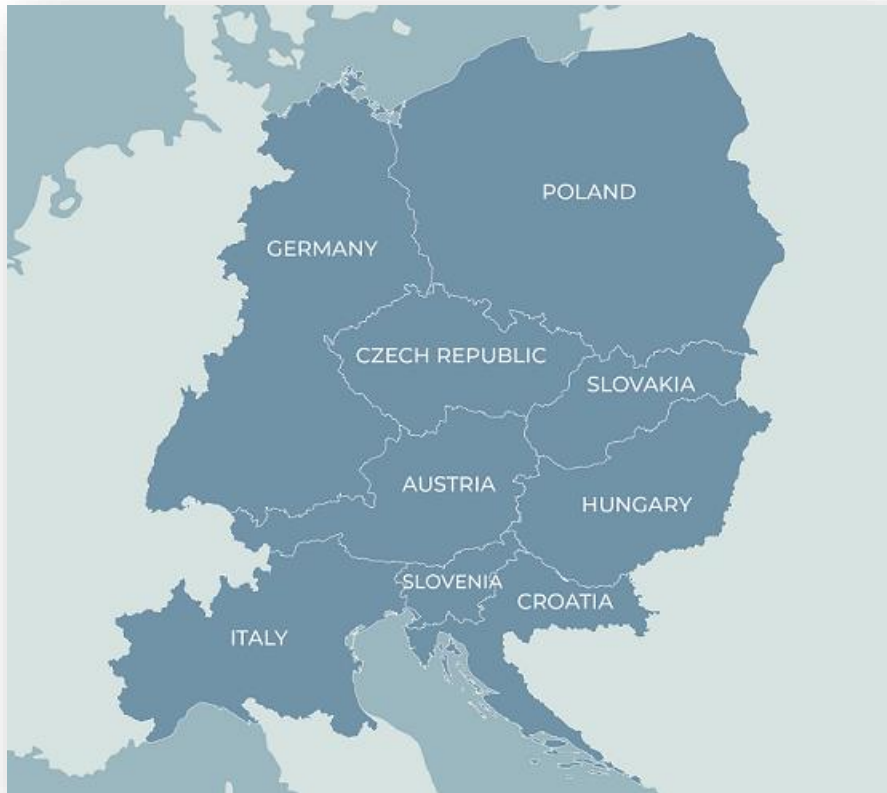 POLAND
GERMANY
CZECH REPUBLIC
SLOVAKIA
AUSTRIA
HUNGARY
SLOVENIA
CROATIA
ITALY